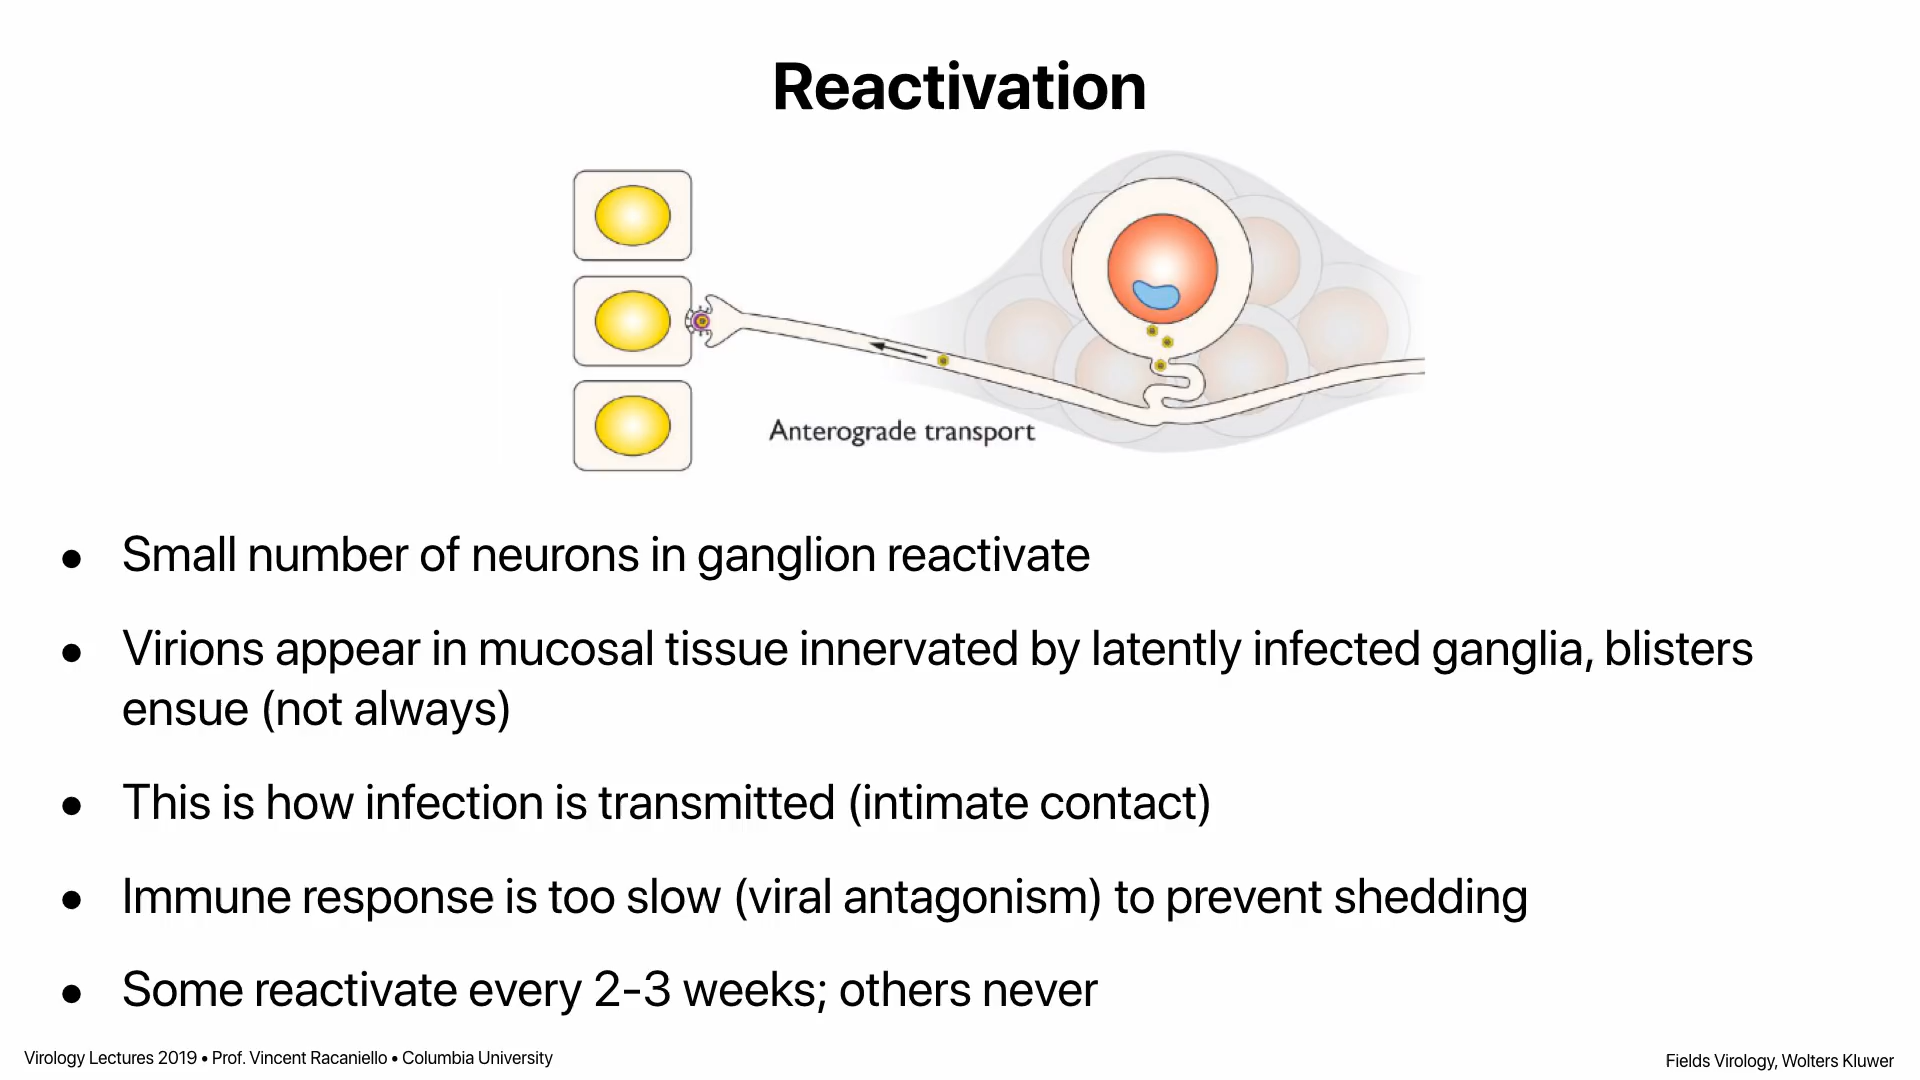 Reactivation
Anterograde transport
• Small number of neurons in ganglion reactivate
• Virions appear in mucosal tissue innervated by latently infected ganglia, blisters
ensue (not always)
• This is how infection is transmitted (intimate contact)
• Immune response is too slow (viral antagonism) to prevent shedding
• Some reactivate every 2-3 weeks; others never
Virology Lectures 2019 • Prof. Vincent Racaniello • Columbia University
Fields Virology, Wolters Kluwer